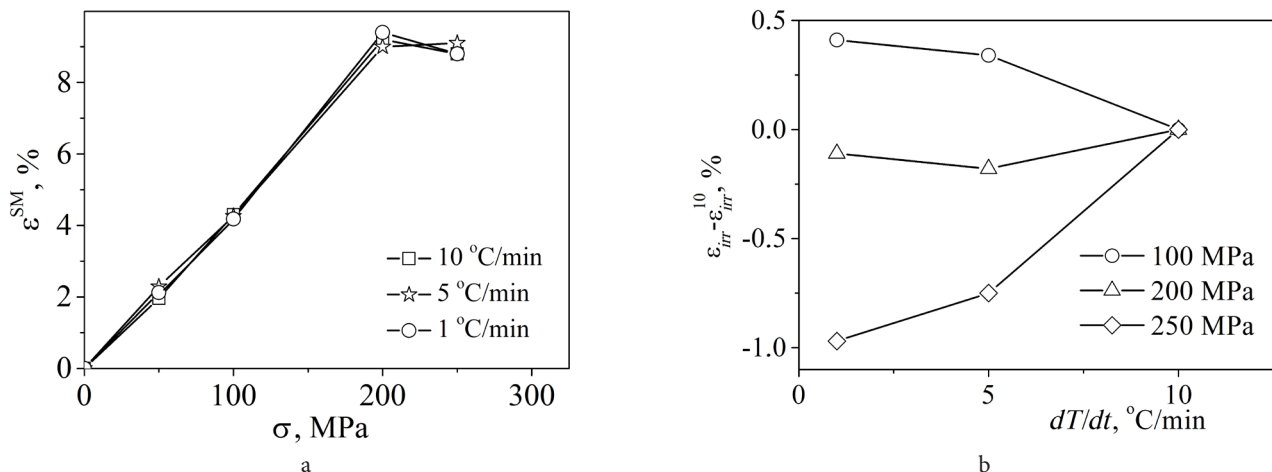 8
6
4
2
0
ε^SM, %
0
100
200
300
σ, MPa
10 °C/min
5 °C/min
1 °C/min
a
0.5
0.0
-0.5
-1.0
ε_irr-ε_irr^10, %
0
5
10
dT/dt, °C/min
100 MPa
200 MPa
250 MPa
b